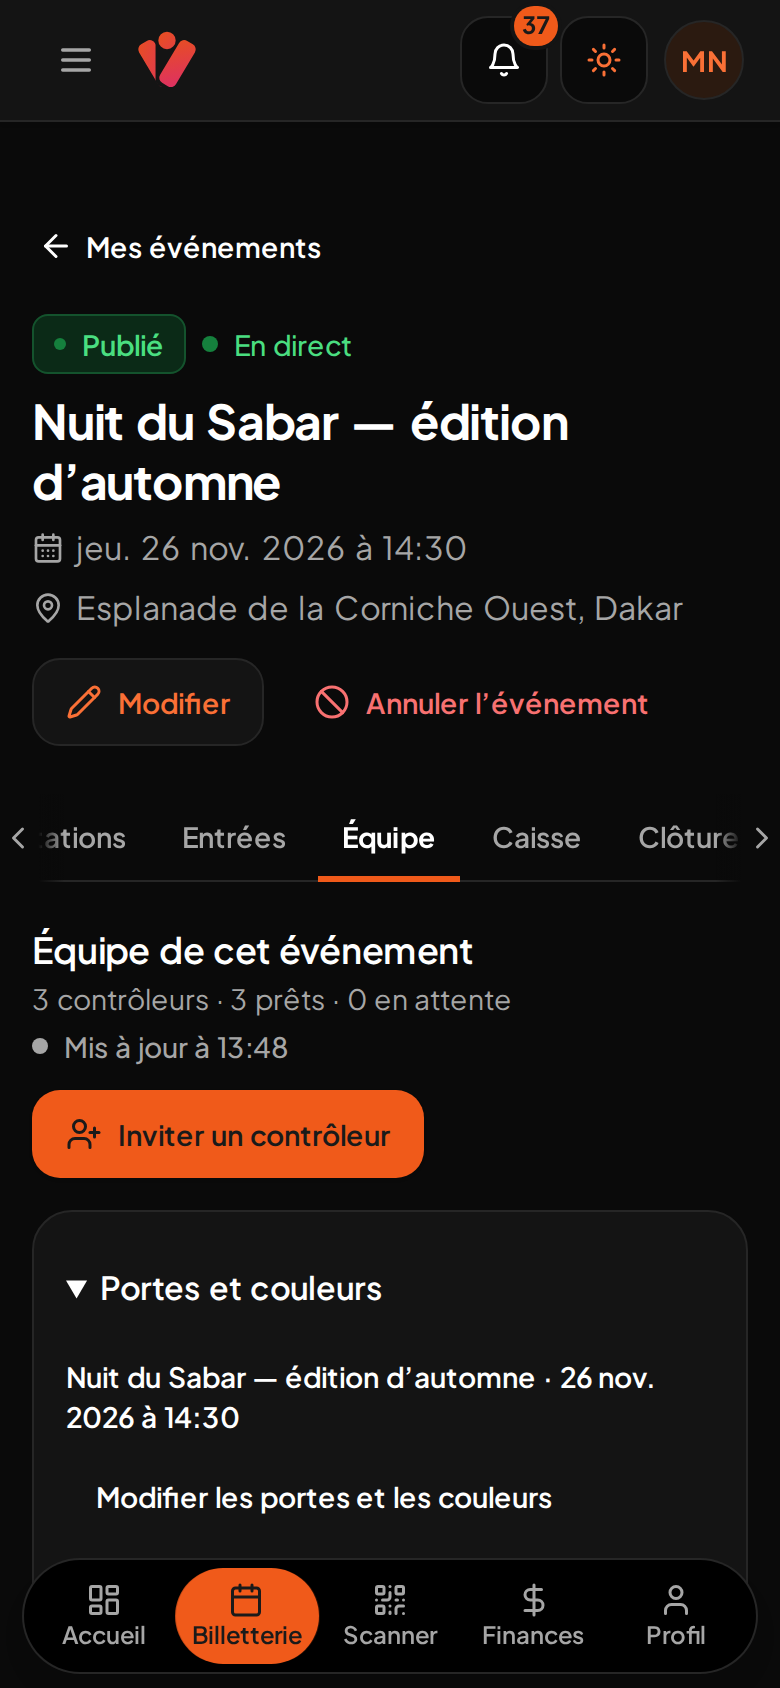 37
MN
Mes événements
Publié
En direct
Nuit du Sabar — édition
d’automne
jeu. 26 nov. 2026 à 14:30
Esplanade de la Corniche Ouest, Dakar
Modifier
Annuler l’événement
ations Entrées Équipe Caisse Clôture
Équipe de cet événement
3 contrôleurs · 3 prêts · 0 en attente
Mis à jour à 13:48
Inviter un contrôleur
Portes et couleurs
Nuit du Sabar — édition d’automne · 26 nov.
2026 à 14:30
Modifier les portes et les couleurs
Accueil Billetterie Scanner Finances Profil